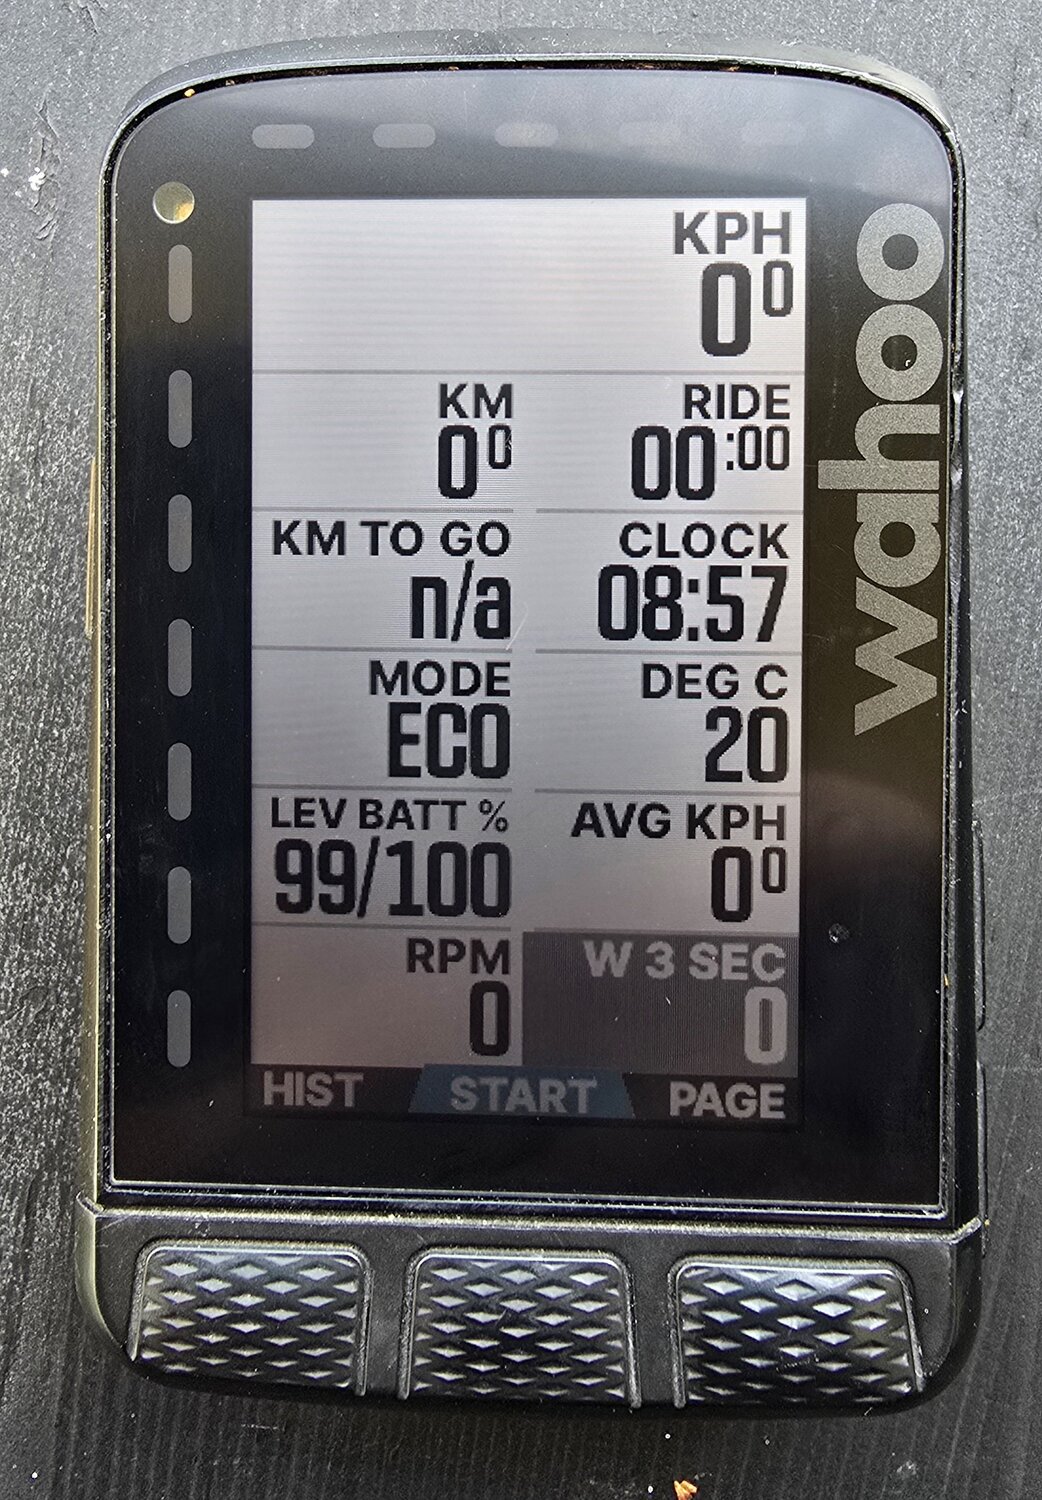 KPH
0⁰
KM RIDE
0⁰ 00:00
KM TO GO CLOCK
n/a 08:57
MODE DEG C
ECO 20
LEV BATT % AVG KPH
99/100 0⁰
RPM W 3 SEC
0 0
HIST START PAGE
wahoo